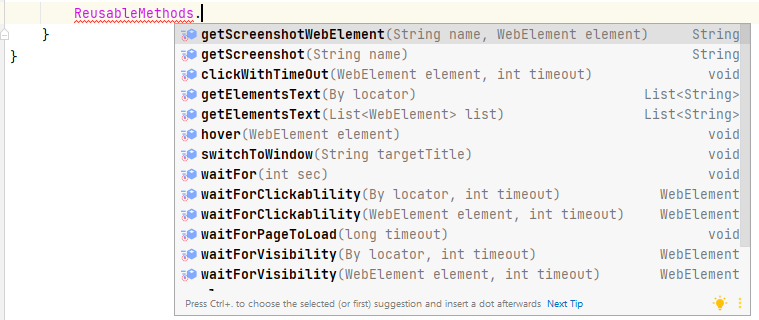 ReusableMethods.
getScreenshotWebElement(String name, WebElement element) String
} getScreenshot(String name) String
} clickWithTimeOut(WebElement element, int timeout) void
getElementsText(By locator) List<String>
getElementsText(List<WebElement> list) List<String>
hover(WebElement element) void
switchToWindow(String targetTitle) void
waitFor(int sec) void
waitForClickablility(By locator, int timeout) WebElement
waitForClickablility(WebElement element, int timeout) WebElement
waitForPageToLoad(long timeout) void
waitForVisibility(By locator, int timeout) WebElement
waitForVisibility(WebElement element, int timeout) WebElement
Press Ctrl+. to choose the selected (or first) suggestion and insert a dot afterwards Next Tip